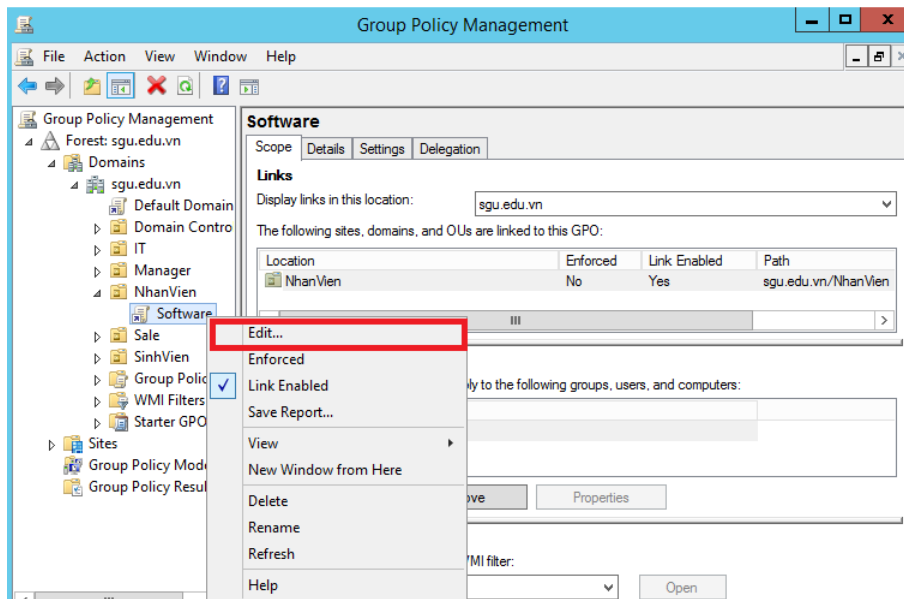 Group Policy Management
File Action View Window Help
Group Policy Management
Forest: sgu.edu.vn
Domains
sgu.edu.vn
Default Domain
Domain Contro
IT
Manager
NhanVien
Software
Sale
SinhVien
Group Polic
WMI Filters
Starter GPO
Sites
Group Policy Mode
Group Policy Resul
Software
Scope Details Settings Delegation
Links
Display links in this location: sgu.edu.vn
The following sites, domains, and OUs are linked to this GPO:
Location Enforced Link Enabled Path
NhanVien No Yes sgu.edu.vn/NhanVien
ly to the following groups, users, and computers:
ove Properties
VMI filter:
Open
Edit...
Enforced
Link Enabled
Save Report...
View
New Window from Here
Delete
Rename
Refresh
Help